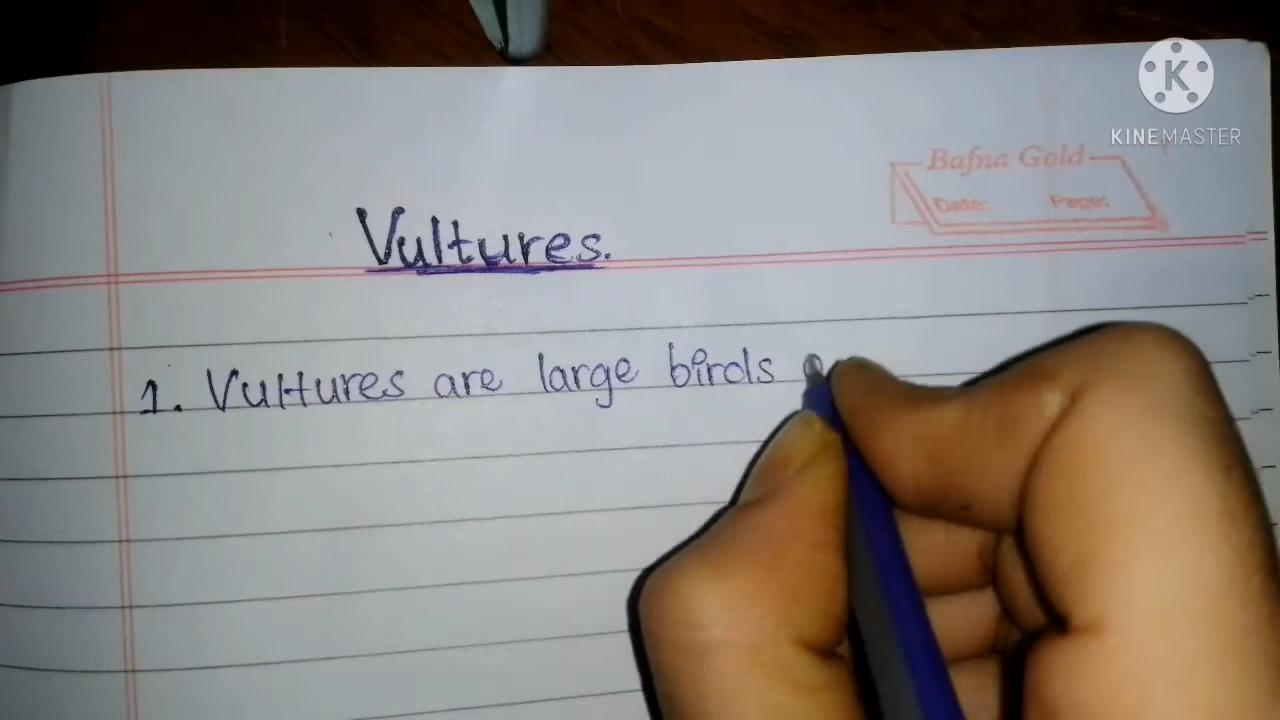 K
KINEMASTER
Bafna Gold
Date: Page:
Vultures.
1. Vultures are large birds